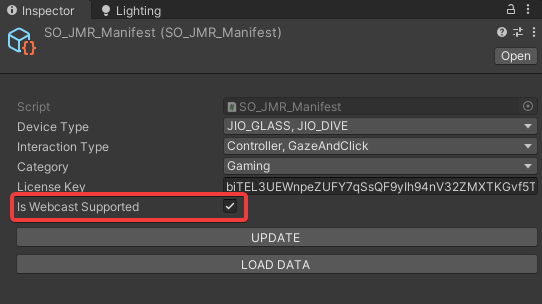 Inspector
Lighting
SO_JMR_Manifest (SO_JMR_Manifest)
Open
Script
SO_JMR_Manifest
Device Type
JIO_GLASS, JIO_DIVE
Interaction Type
Controller, GazeAndClick
Category
Gaming
License Key
biTEL3UEWnpeZUFY7qSsQF9yIh94nV32ZMXTKGvf5T
Is Webcast Supported
UPDATE
LOAD DATA